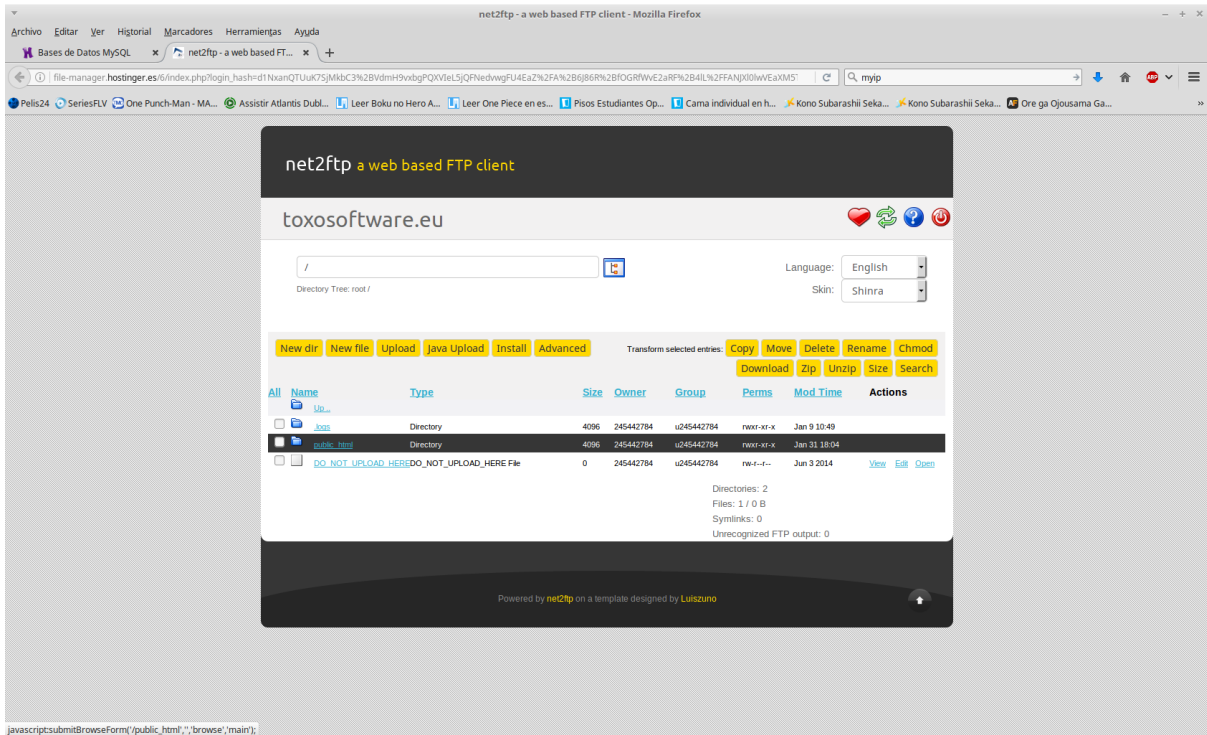 net2ftp - a web based FTP client - Mozilla Firefox
Archivo Editar Ver Historial Marcadores Herramientas Ayuda
Bases de Datos MySQL
net2ftp - a web based FT...
file-manager.hostinger.es/6/index.php?login_hash=
myip
Pelis24 SeriesFLV One Punch-Man - MA... Assistir Atlantis Dubl... Leer Boku no Hero A... Leer One Piece en es... Pisos Estudiantes Op... Cama individual en h... Kono Subarashii Seka... Kono Subarashii Seka... Ore ga Ojousama Ga... »
net2ftp a web based FTP client
toxosoftware.eu
/
Directory Tree: root /
Language: English
Skin: Shinra
New dir New file Upload Java Upload Install Advanced
Transform selected entries: Copy Move Delete Rename Chmod
Download Zip Unzip Size Search
All Name Type Size Owner Group Perms Mod Time Actions
Up ..
.logs Directory 4096 245442784 u245442784 rwxr-xr-x Jan 9 10:49
public_html Directory 4096 245442784 u245442784 rwxr-xr-x Jan 31 18:04
DO_NOT_UPLOAD_HERE DO_NOT_UPLOAD_HERE File 0 245442784 u245442784 rw-r--r-- Jun 3 2014 View Edit Open
Directories: 2
Files: 1 / 0 B
Symlinks: 0
Unrecognized FTP output: 0
Powered by net2ftp on a template designed by Luiszuno
javascript:submitBrowseForm('/public_html','','browse','main');